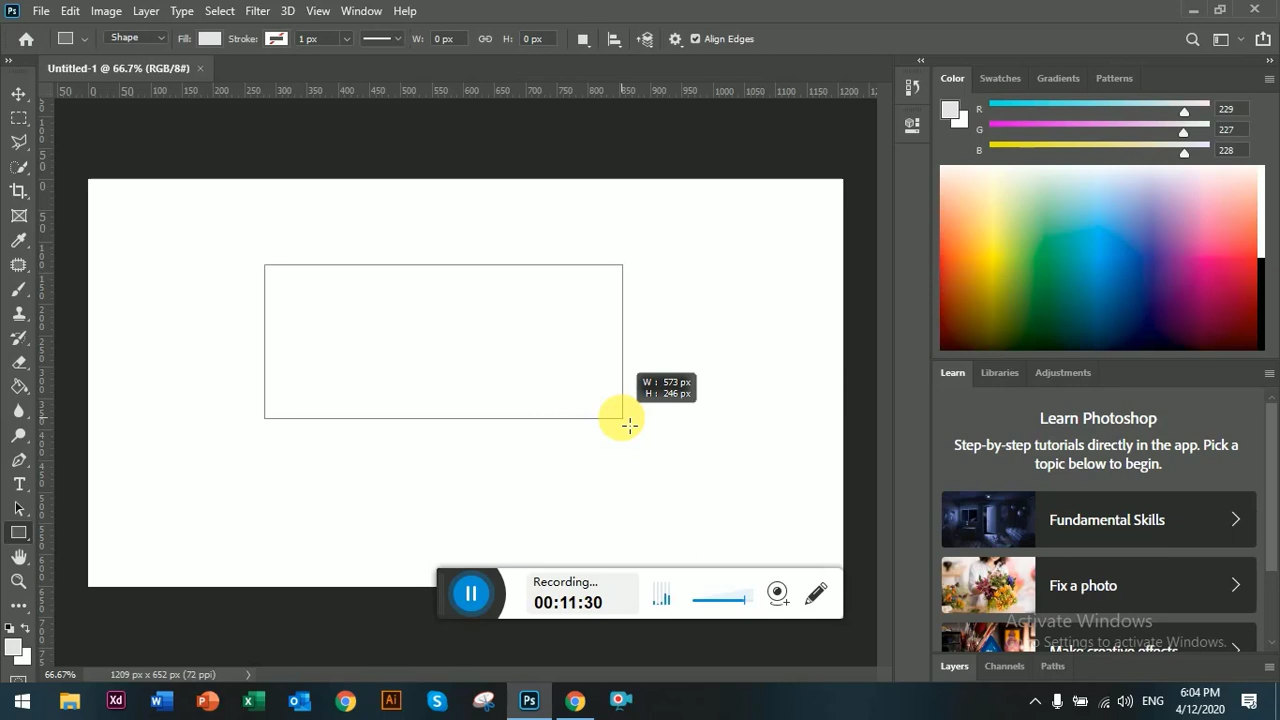 Ps File Edit Image Layer Type Select Filter 3D View Window Help
Shape Fill: Stroke: 1 px W: 0 px H: 0 px Align Edges
Untitled-1 @ 66.7% (RGB/8#) ×
50 0 50 100 150 200 250 300 350 400 450 500 550 600 650 700 750 800 850 900 950 1000 1050 1100 1150 1200
Color Swatches Gradients Patterns
R 229
G 227
B 228
W : 573 px
H : 246 px
Learn Libraries Adjustments
Learn Photoshop
Step-by-step tutorials directly in the app. Pick a
topic below to begin.
Fundamental Skills
Fix a photo
Activate Windows
to Settings to activate Windows.
Make creative effects
Recording...
00:11:30
Layers Channels Paths
66.67% 1209 px x 652 px (72 ppi)
Xd Ai Ps ENG
6:04 PM
4/12/2020